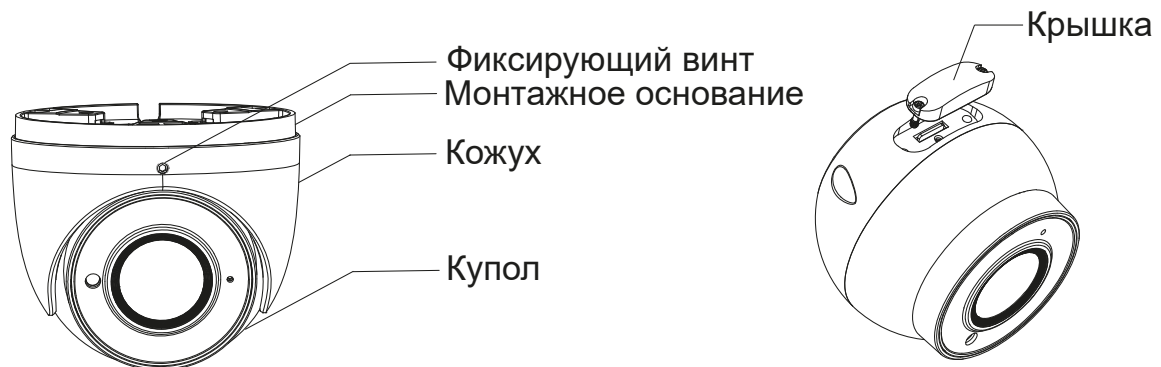 Крышка
Фиксирующий винт
Монтажное основание
Кожух
Купол